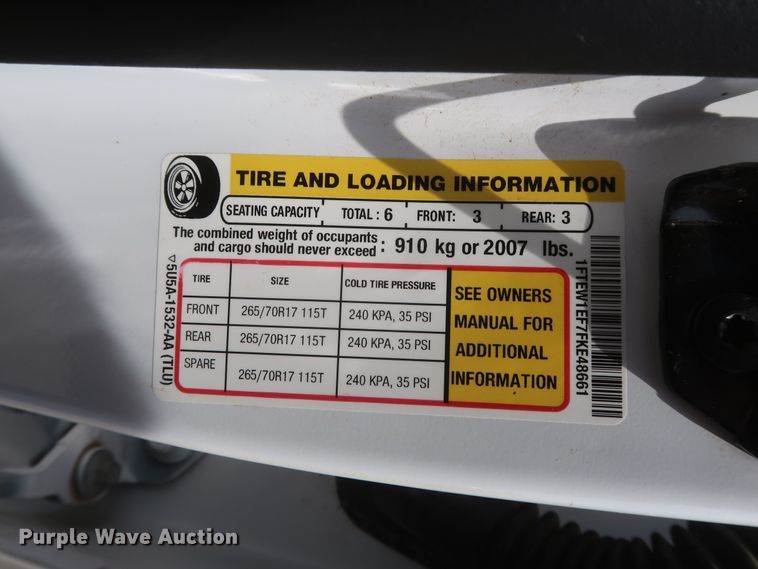 TIRE AND LOADING INFORMATION
SEATING CAPACITY TOTAL : 6 FRONT: 3 REAR: 3
The combined weight of occupants
and cargo should never exceed : 910 kg or 2007 lbs.
TIRE SIZE COLD TIRE PRESSURE
FRONT 265/70R17 115T 240 KPA, 35 PSI
REAR 265/70R17 115T 240 KPA, 35 PSI
SPARE 265/70R17 115T 240 KPA, 35 PSI
SEE OWNERS
MANUAL FOR
ADDITIONAL
INFORMATION
5U5A-1532-AA (TLU)
1FTEW1EF7FKE48661
Purple Wave Auction